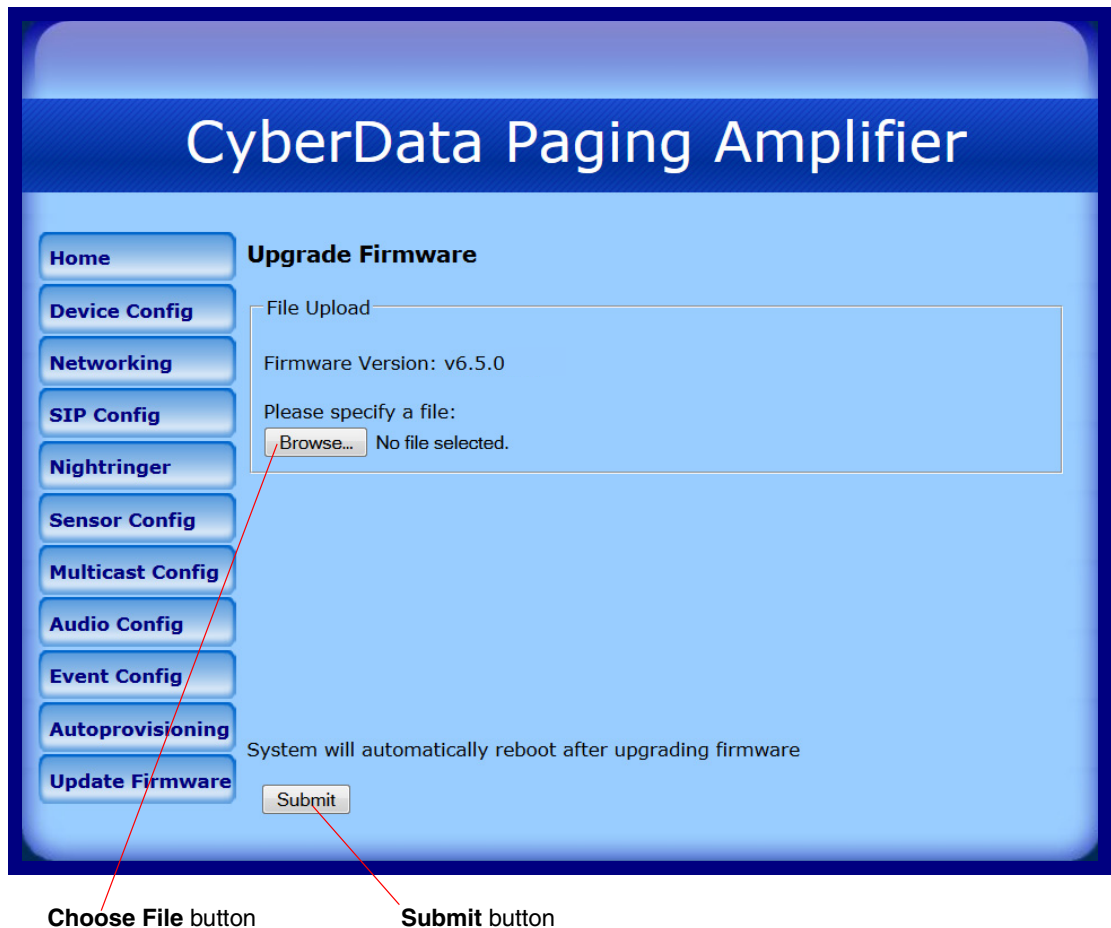 CyberData Paging Amplifier
Home
Device Config
Networking
SIP Config
Nightringer
Sensor Config
Multicast Config
Audio Config
Event Config
Autoprovisioning
Update Firmware
Upgrade Firmware
File Upload
Firmware Version: v6.5.0
Please specify a file:
Browse... No file selected.
System will automatically reboot after upgrading firmware
Submit
Choose File button
Submit button